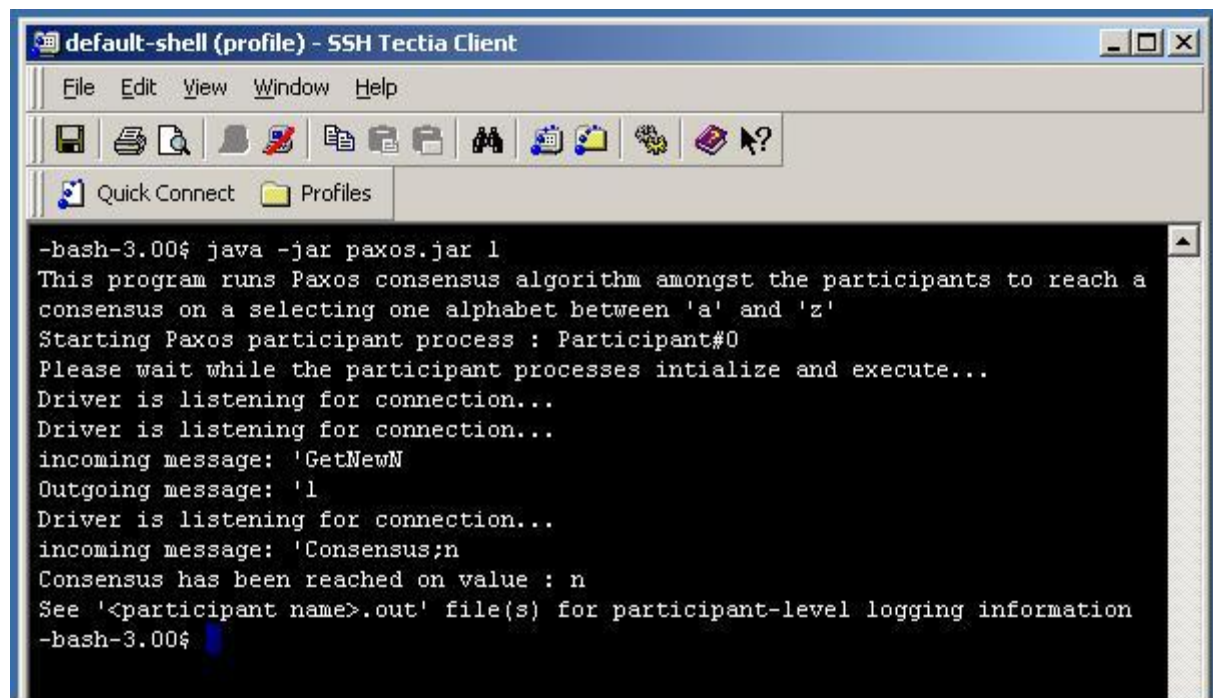 default-shell (profile) - SSH Tectia Client
File Edit View Window Help
Quick Connect Profiles
-bash-3.00$ java -jar paxos.jar 1
This program runs Paxos consensus algorithm amongst the participants to reach a
consensus on a selecting one alphabet between 'a' and 'z'
Starting Paxos participant process : Participant#0
Please wait while the participant processes intialize and execute...
Driver is listening for connection...
Driver is listening for connection...
incoming message: 'GetNewN
Outgoing message: '1
Driver is listening for connection...
incoming message: 'Consensus;n
Consensus has been reached on value : n
See '<participant name>.out' file(s) for participant-level logging information
-bash-3.00$